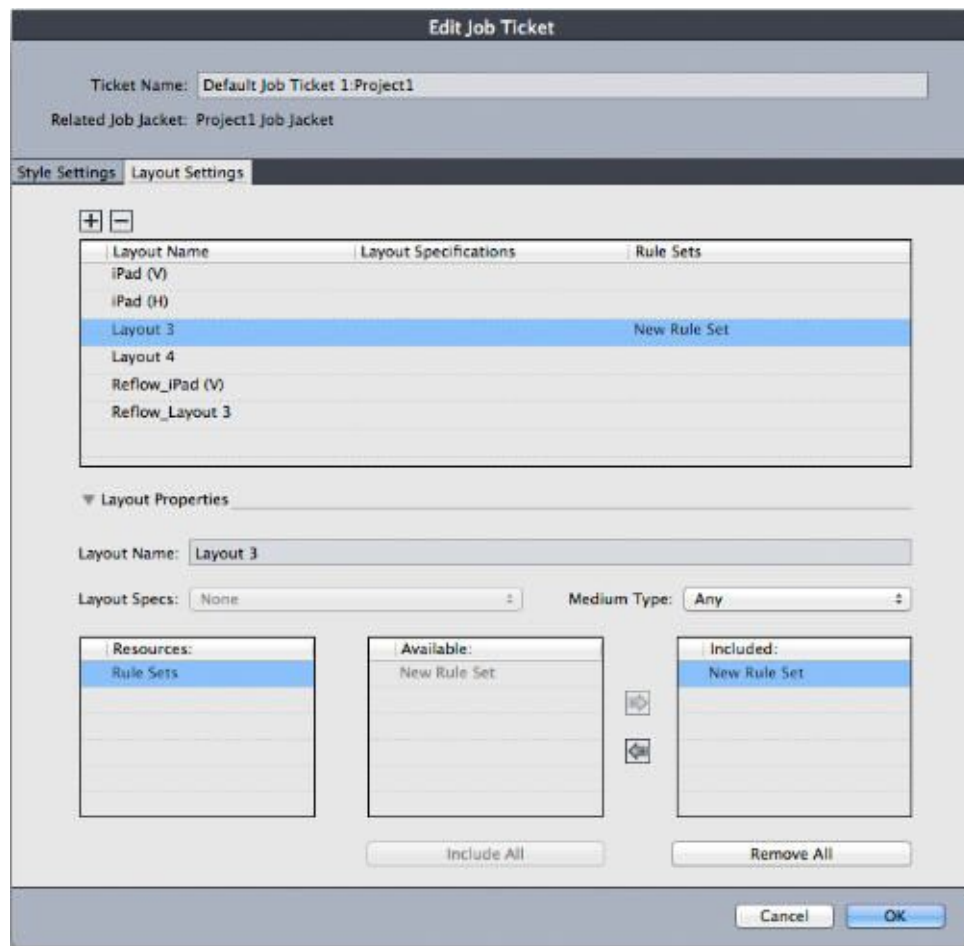 Edit Job Ticket
Ticket Name: Default Job Ticket 1:Project1
Related Job Jacket: Project1 Job Jacket
Style Settings Layout Settings
Layout Name Layout Specifications Rule Sets
iPad (V)
iPad (H)
Layout 3 New Rule Set
Layout 4
Reflow_iPad (V)
Reflow_Layout 3
Layout Properties
Layout Name: Layout 3
Layout Specs: None Medium Type: Any
Resources: Available: Included:
Rule Sets New Rule Set New Rule Set
Include All Remove All
Cancel OK